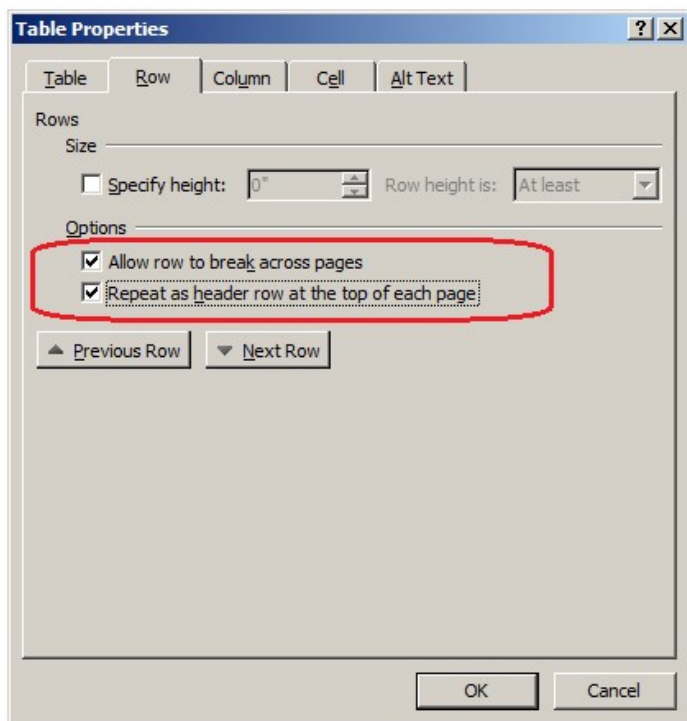 Table Properties
Table Row Column Cell Alt Text
Rows
Size
Specify height: 0" Row height is: At least
Options
Allow row to break across pages
Repeat as header row at the top of each page
Previous Row Next Row
OK Cancel